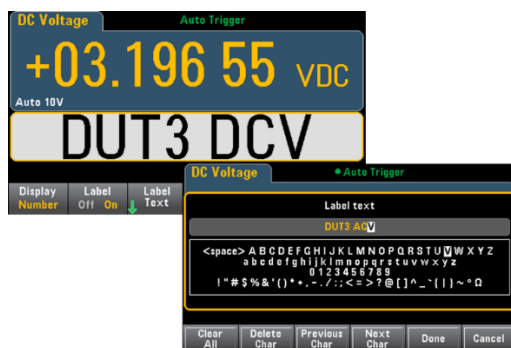 DC Voltage
Auto Trigger
+03.196 55 VDC
Auto 10V
DUT3 DCV
Display
Number
Label
Off On
Label
Text
DC Voltage
Auto Trigger
Label text
DUT3 ACV
<space> A B C D E F G H I J K L M N O P Q R S T U V W X Y Z
a b c d e f g h i j k l m n o p q r s t u v w x y z
0 1 2 3 4 5 6 7 8 9
! " # $ % & ' ( ) * + , - . / : ; < = > ? @ [ ] ^ _ ` { | } ~ ° Ω
Clear
All
Delete
Char
Previous
Char
Next
Char
Done
Cancel